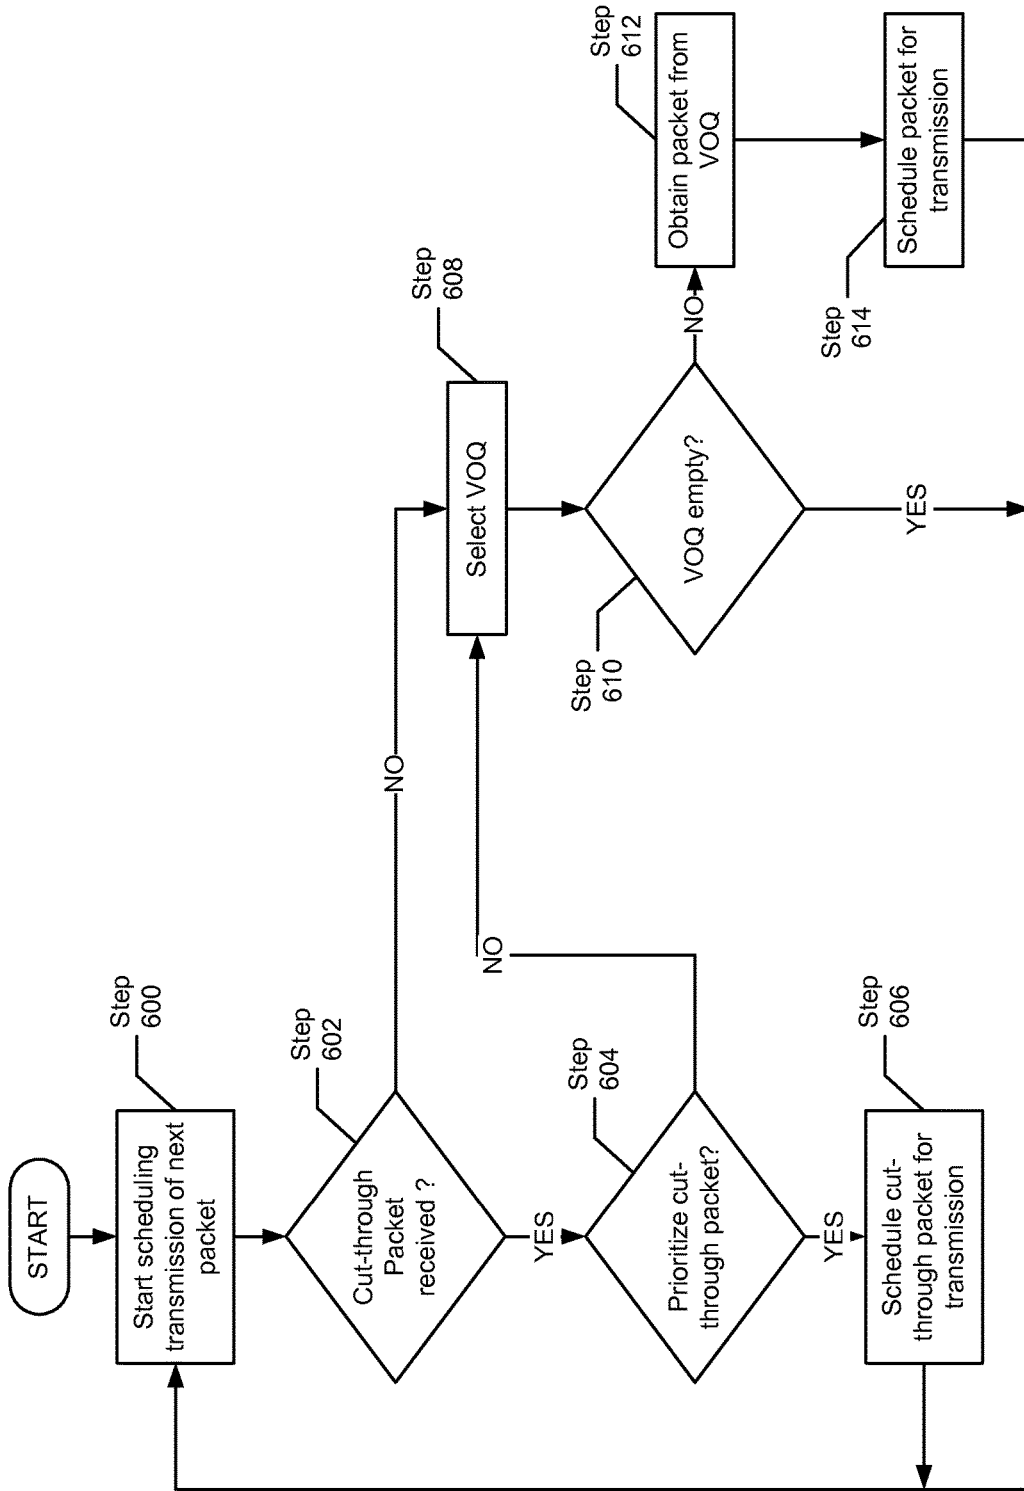 START
Start scheduling
transmission of next
packet
Step
600
Cut-through
Packet
received ?
Step
602
NO
YES
Prioritize cut-
through packet?
Step
604
NO
YES
Schedule cut-
through packet for
transmission
Step
606
Select VOQ
Step
608
VOQ empty?
Step
610
NO
YES
Obtain packet from
VOQ
Step
612
Schedule packet for
transmission
Step
614